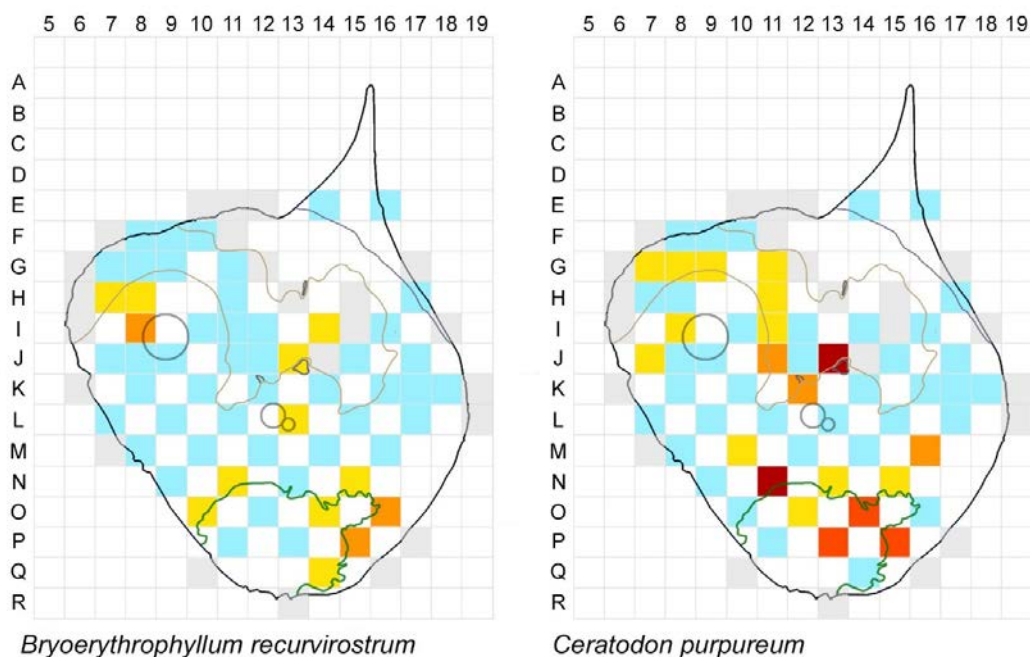 5 6 7 8 9 10 11 12 13 14 15 16 17 18 19 5 6 7 8 9 10 11 12 13 14 15 16 17 18 19
A A
B B
C C
D D
E E
F F
G G
H H
I I
J J
K K
L L
M M
N N
O O
P P
Q Q
R R
Bryoerythrophyllum recurvirostrum Ceratodon purpureum